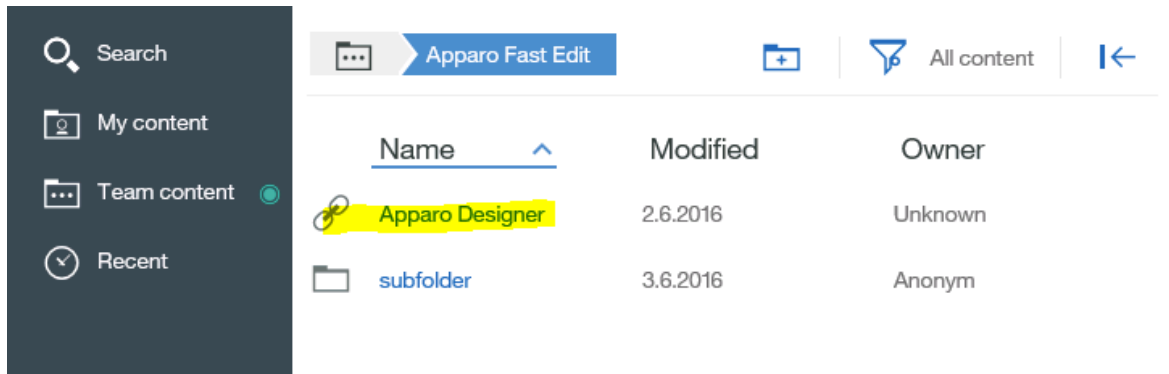 Search
My content
Team content
Recent
Apparo Fast Edit
All content
Name Modified Owner
Apparo Designer 2.6.2016 Unknown
subfolder 3.6.2016 Anonym